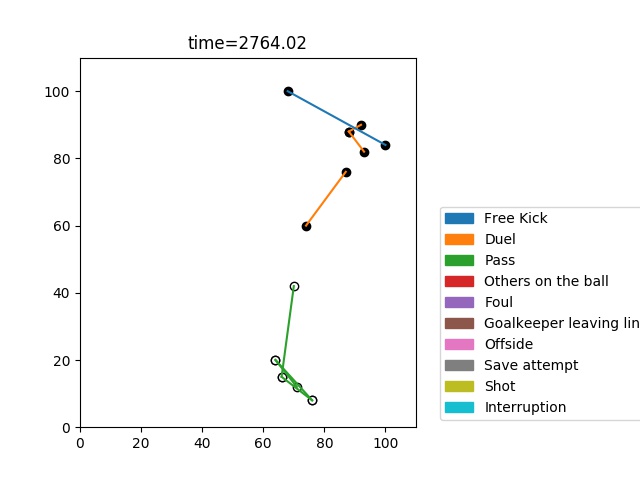 time=2764.02
100
80
60
40
20
0
0 20 40 60 80 100
Free Kick
Duel
Pass
Others on the ball
Foul
Goalkeeper leaving lin
Offside
Save attempt
Shot
Interruption